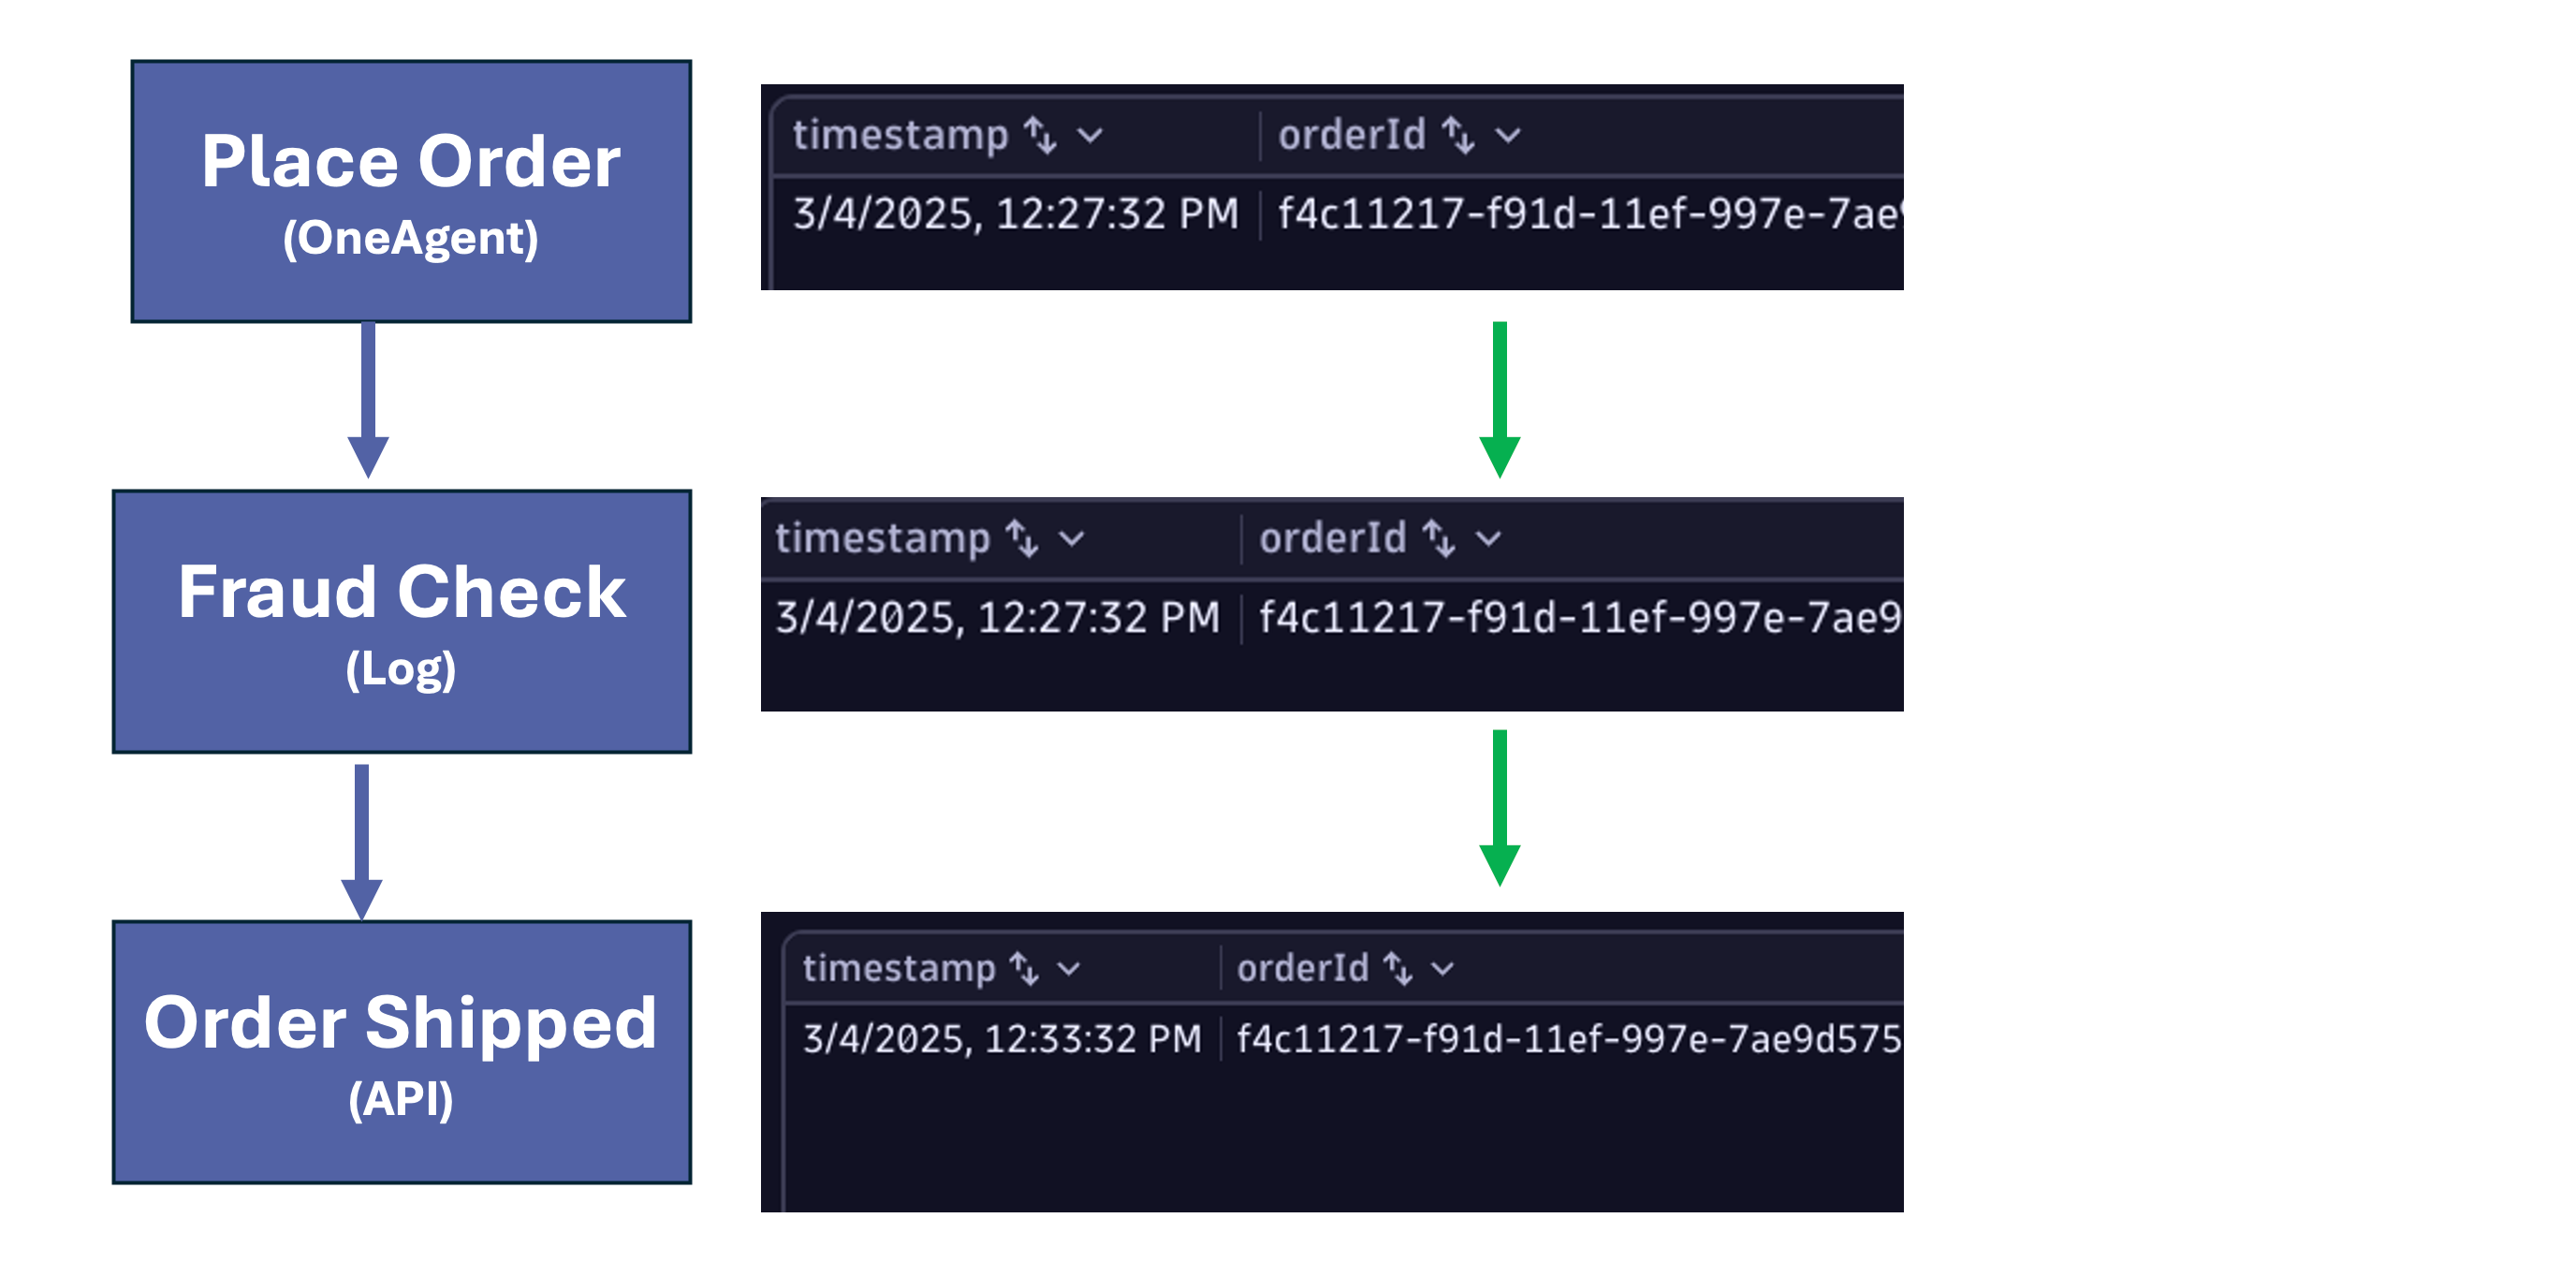 Place Order
(OneAgent)
timestamp orderId
3/4/2025, 12:27:32 PM f4c11217-f91d-11ef-997e-7ae
Fraud Check
(Log)
timestamp orderId
3/4/2025, 12:27:32 PM f4c11217-f91d-11ef-997e-7ae9
Order Shipped
(API)
timestamp orderId
3/4/2025, 12:33:32 PM f4c11217-f91d-11ef-997e-7ae9d575